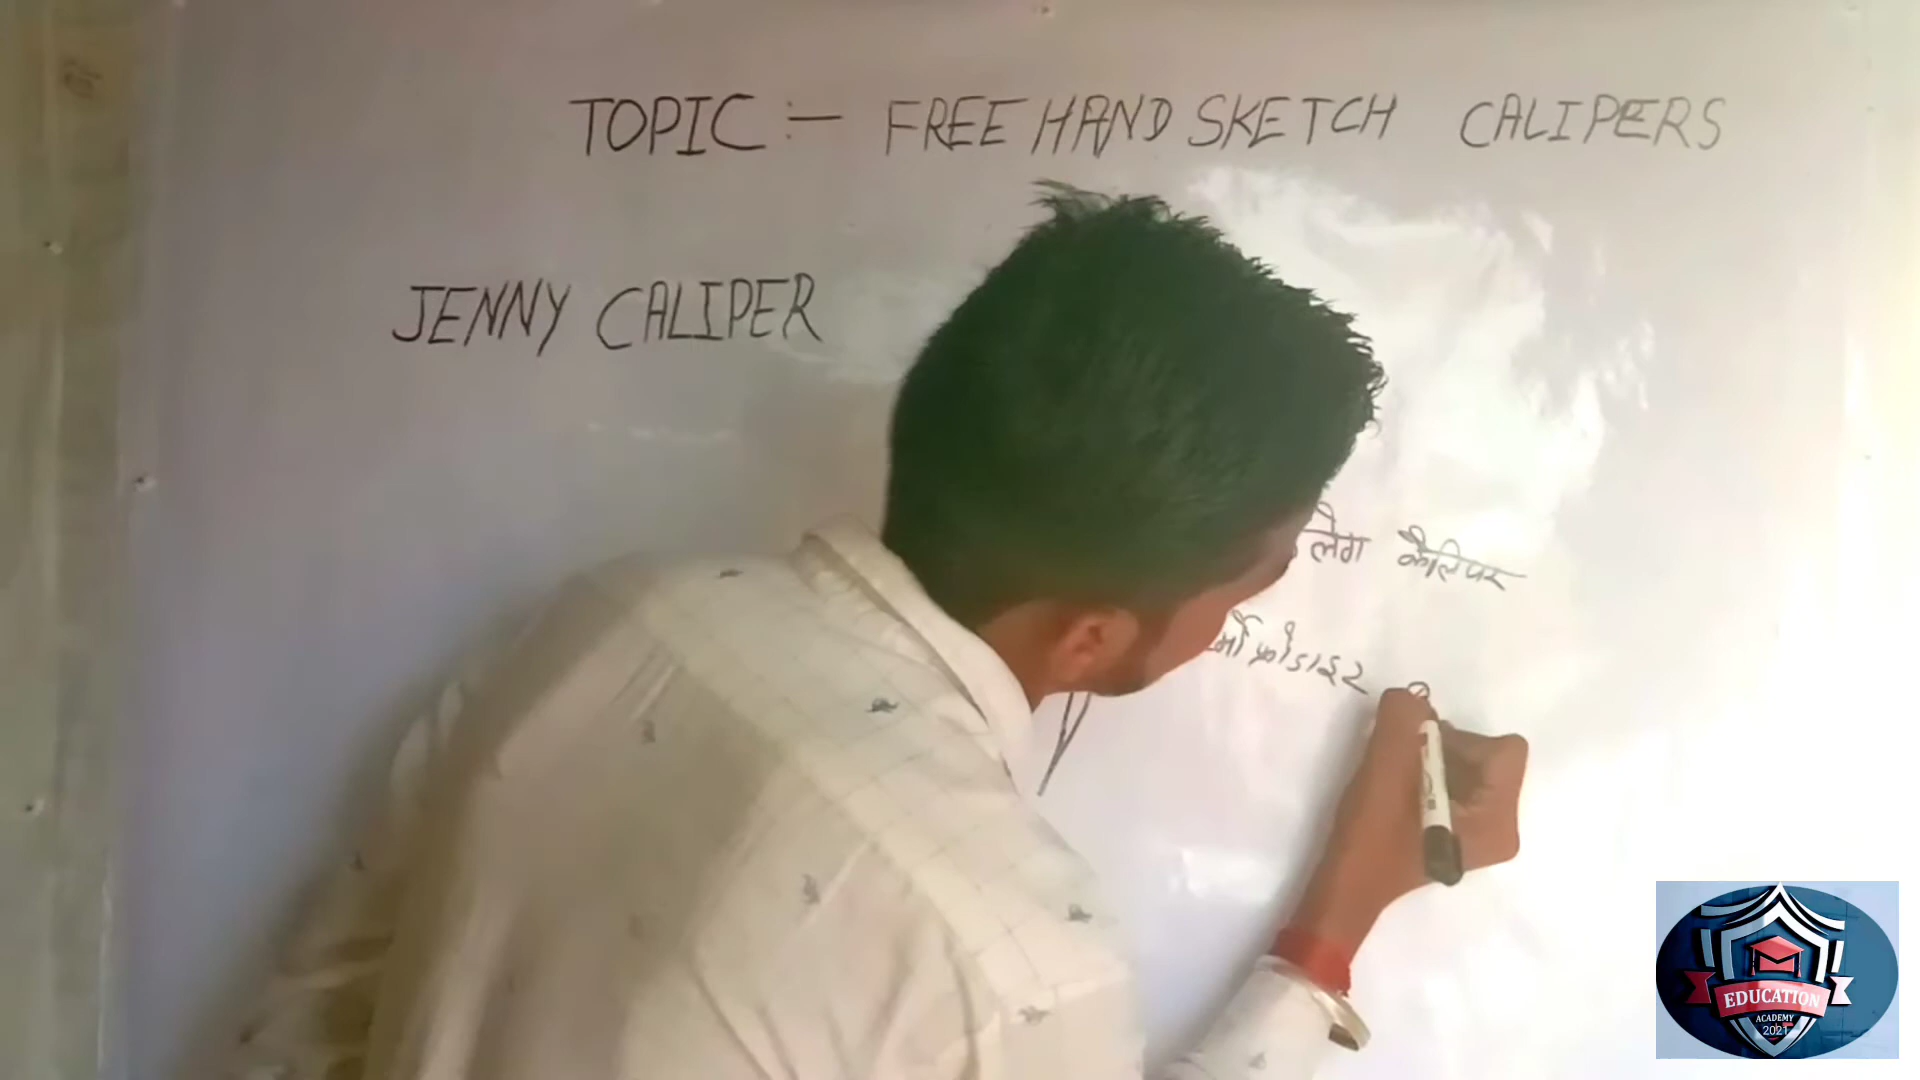 TOPIC :- FREE HAND SKETCH CALIPERS
JENNY CALIPER
लेग कैलिपर
EDUCATION
ACADEMY
2021